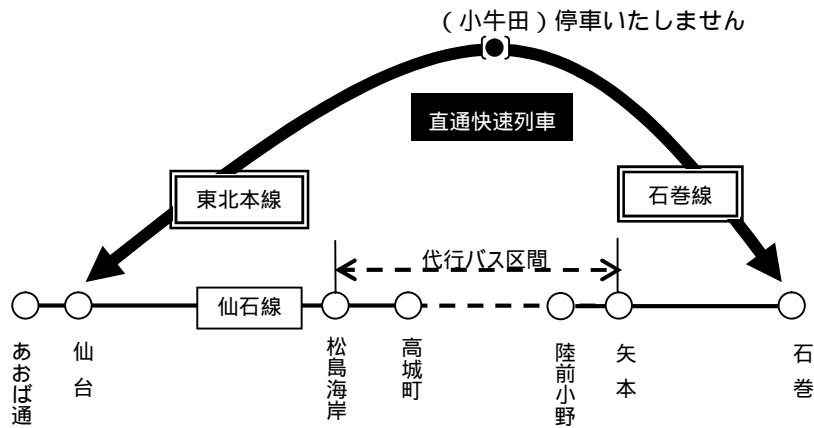 (小牛田)停車いたしません
直通快速列車
東北本線
石巻線
代行バス区間
仙石線
あおば通
仙台
松島海岸
高城町
陸前小野
矢本
石巻